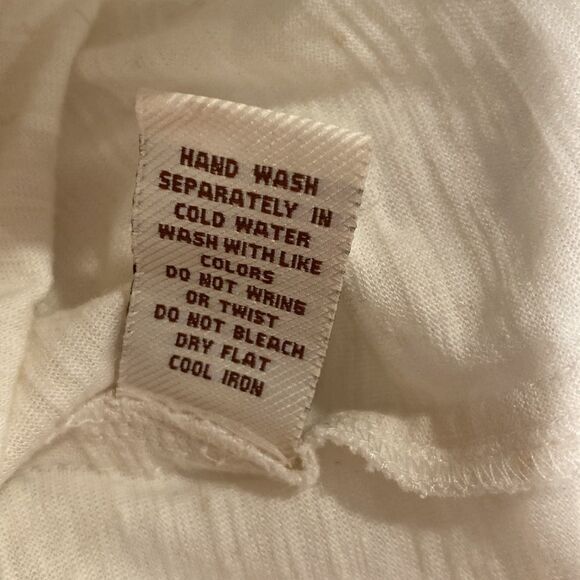 HAND WASH
SEPARATELY IN
COLD WATER
WASH WITH LIKE
COLORS
DO NOT WRING
OR TWIST
DO NOT BLEACH
DRY FLAT
COOL IRON